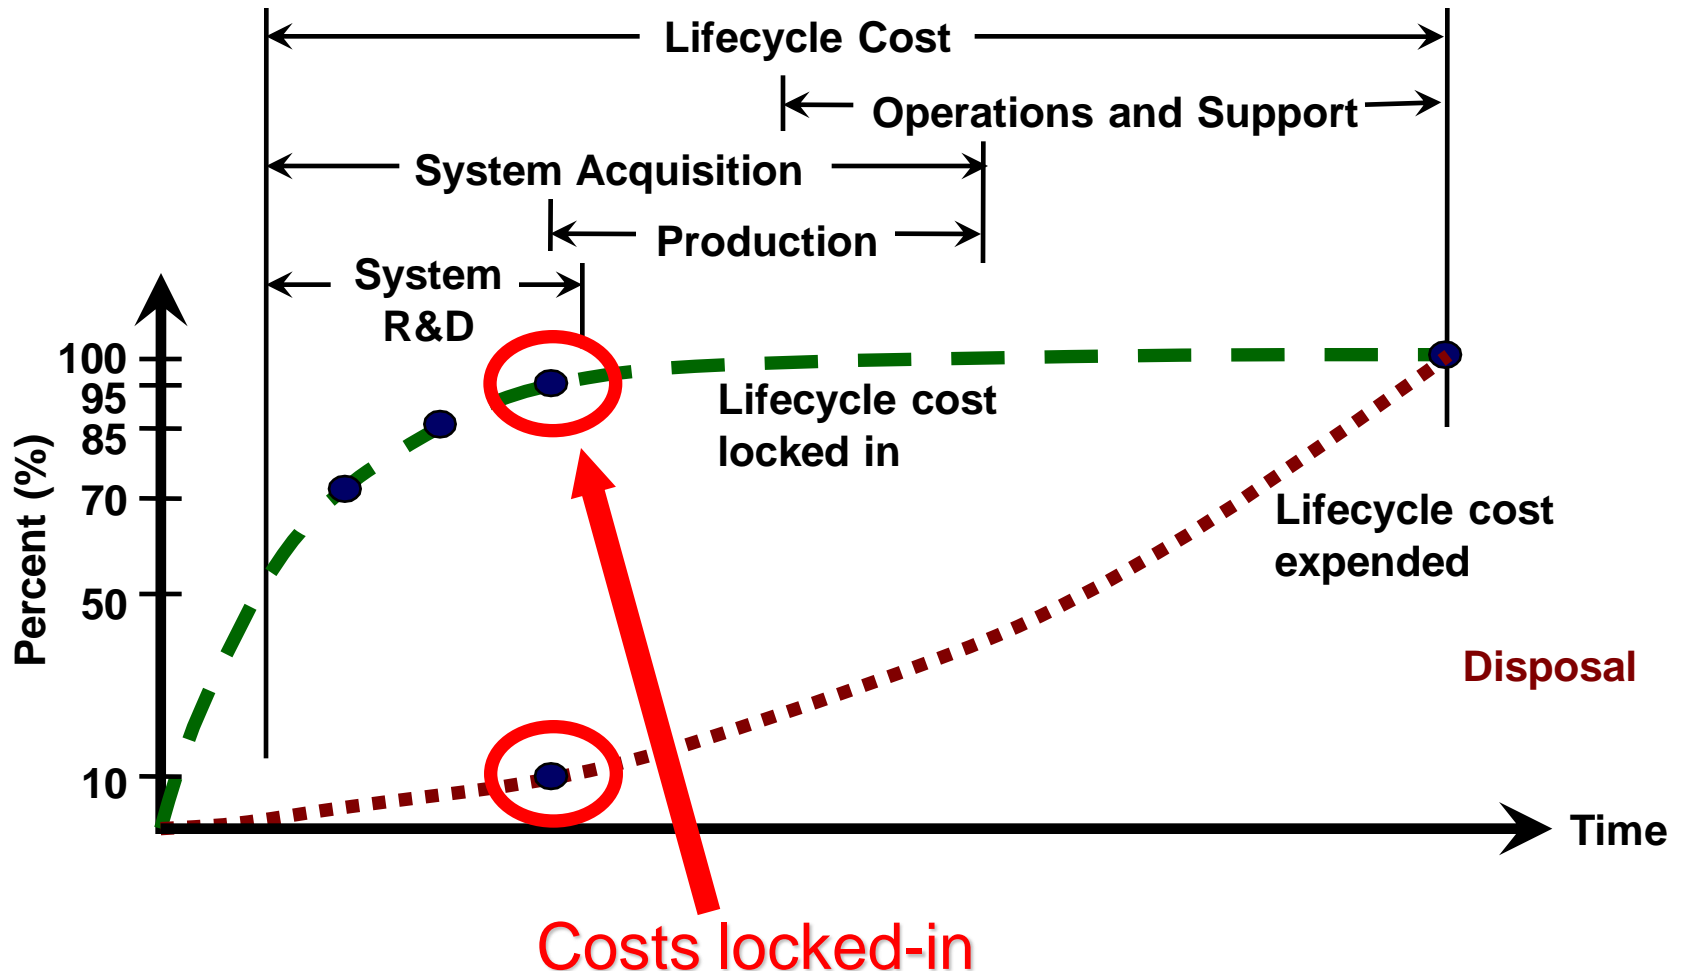 Lifecycle Cost
Operations and Support
System Acquisition
Production
System
R&D
100
95
85
70
50
10
Percent (%)
Lifecycle cost
locked in
Lifecycle cost
expended
Disposal
Time
Costs locked-in